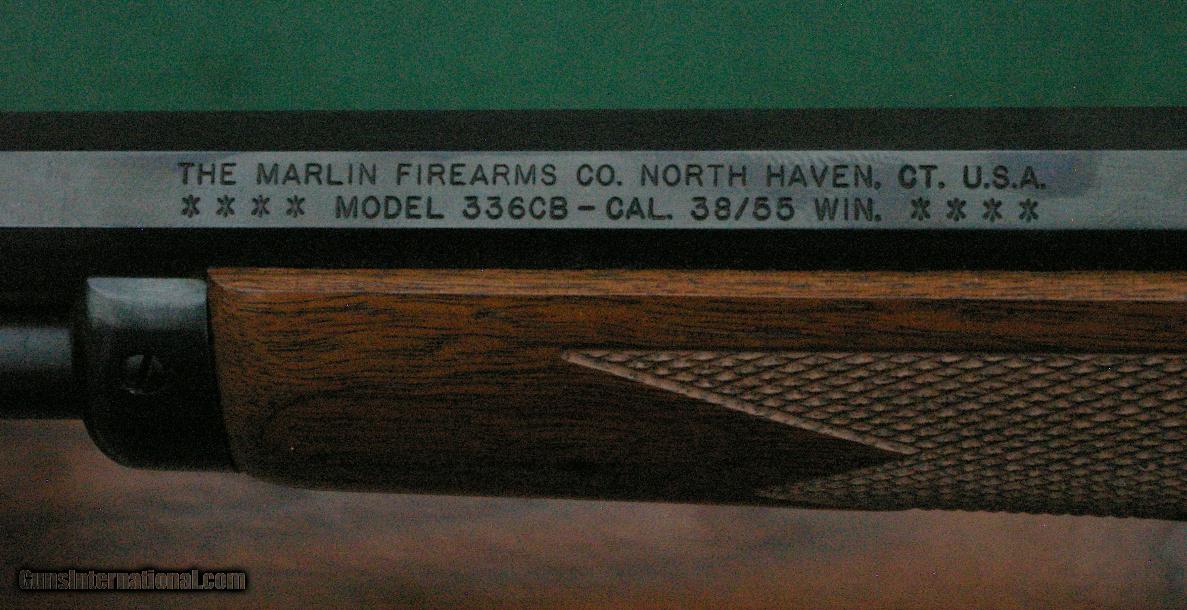 THE MARLIN FIREARMS CO. NORTH HAVEN, CT. U.S.A.
**** MODEL 336CB - CAL. 38/55 WIN. ****
GunsInternational.com